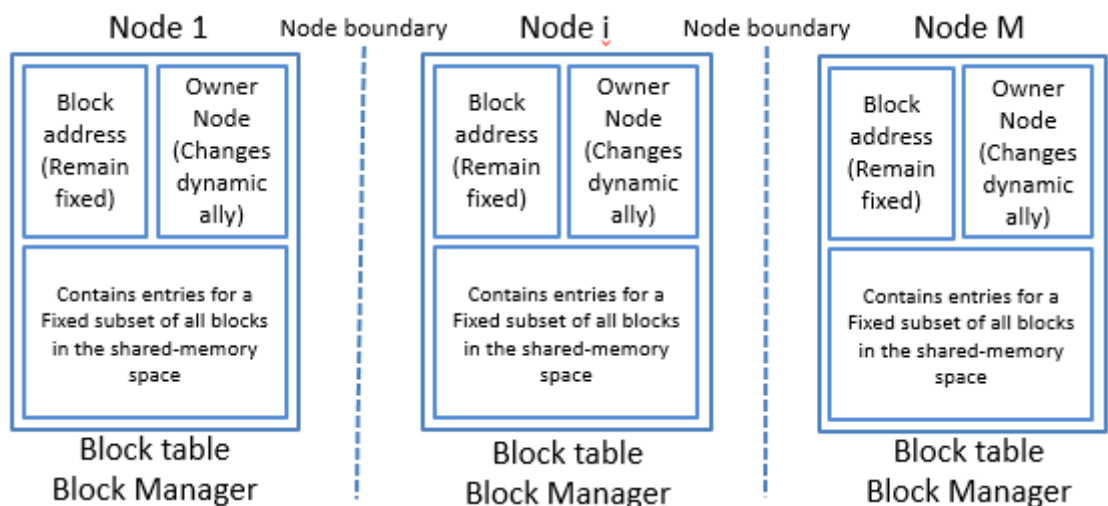 Node 1
Node boundary
Node i
Node boundary
Node M
Block
address
(Remain
fixed)
Owner
Node
(Changes
dynamic
ally)
Contains entries for a
Fixed subset of all blocks
in the shared-memory
space
Block table
Block Manager
Block
address
(Remain
fixed)
Owner
Node
(Changes
dynamic
ally)
Contains entries for a
Fixed subset of all blocks
in the shared-memory
space
Block table
Block Manager
Block
address
(Remain
fixed)
Owner
Node
(Changes
dynamic
ally)
Contains entries for a
Fixed subset of all blocks
in the shared-memory
space
Block table
Block Manager